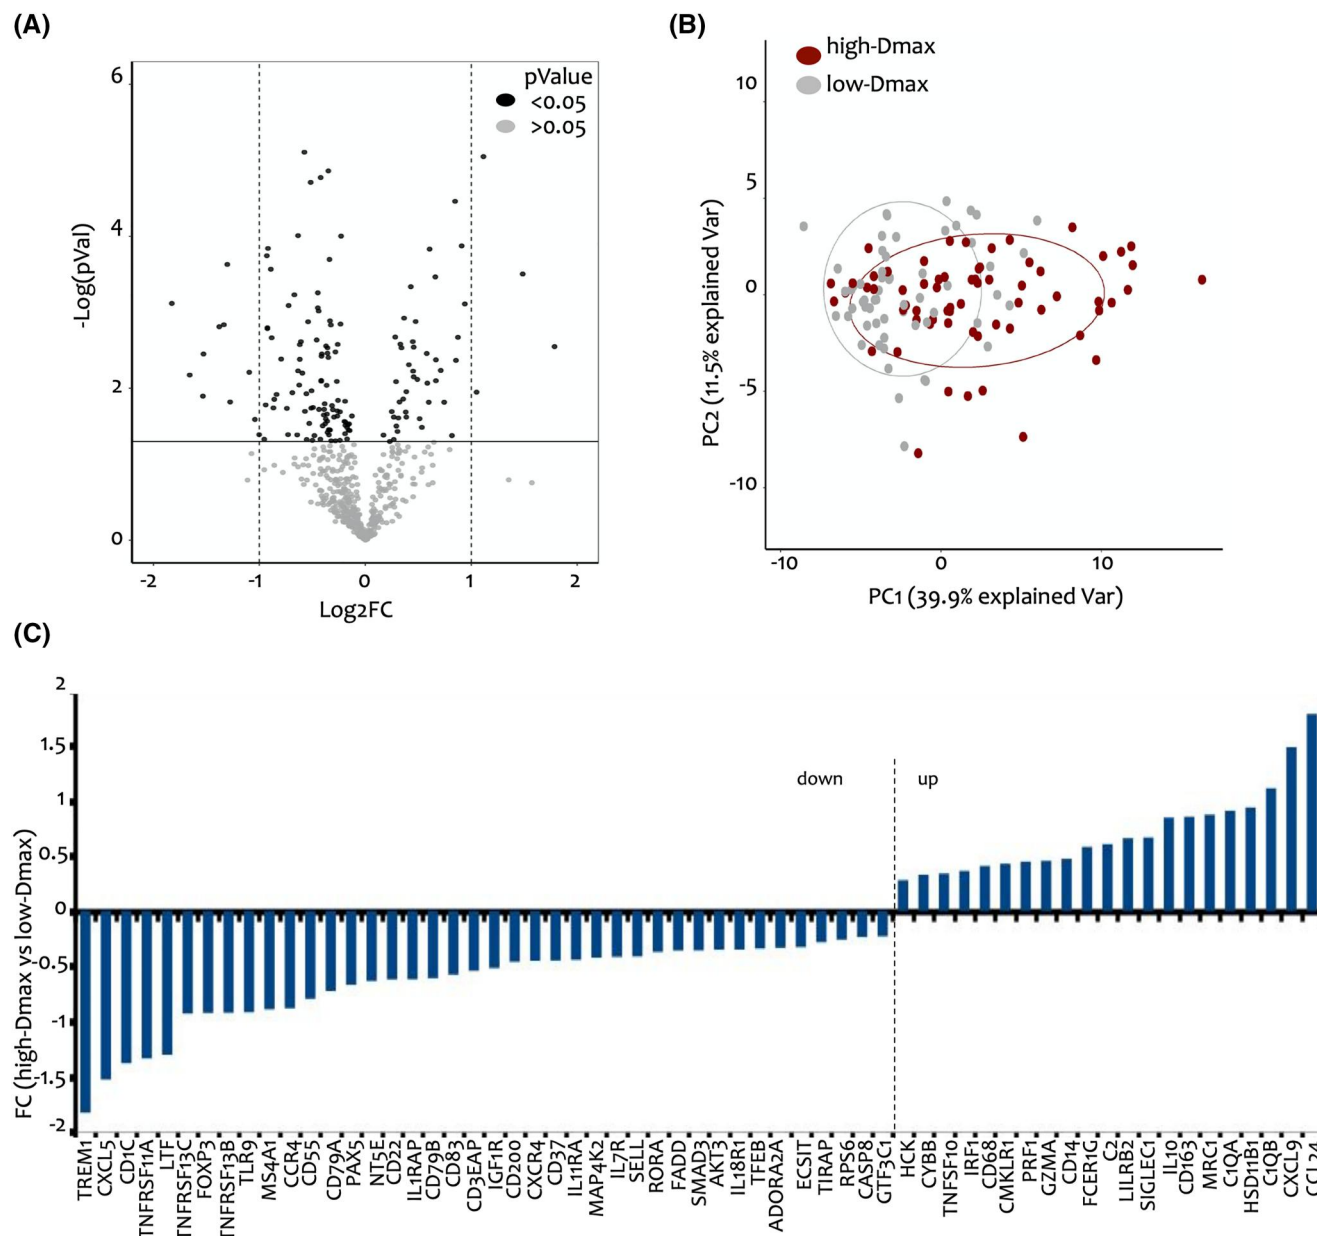 (A)
pValue
<0.05
>0.05
6
4
2
0
-Log(pVal)
-2
-1
0
1
2
Log2FC
(B)
high-Dmax
low-Dmax
10
5
0
-5
-10
PC2 (11.5% explained Var)
-10
0
10
PC1 (39.9% explained Var)
(C)
2
1.5
1
0.5
0
-0.5
-1
-1.5
-2
FC (high-Dmax vs low-Dmax)
down
up
TREM1
CXCL5
CD1C
TNFRSF11A
LTF
TNFRSF13C
FOXP3
TNFRSF13B
TLR9
MS4A1
CCR4
CD55
CD79A
PAX5
NT5E
CD22
IL1RAP
CD79B
CD83
CD3EAP
IGF1R
CD200
CXCR4
CD37
IL11RA
MAP4K2
IL7R
SELL
RORA
FADD
SMAD3
AKT3
IL18R1
TFEB
ADORA2A
ECSIT
TIRAP
RPS6
CASP8
GTF3C1
HCK
CYBB
TNFSF10
IRF1
CD68
CMKLR1
PRF1
GZMA
CD14
FCER1G
C2
LILRB2
SIGLEC1
IL10
CD163
MRC1
C1QA
HSD11B1
C1QB
CXCL9
CCL24